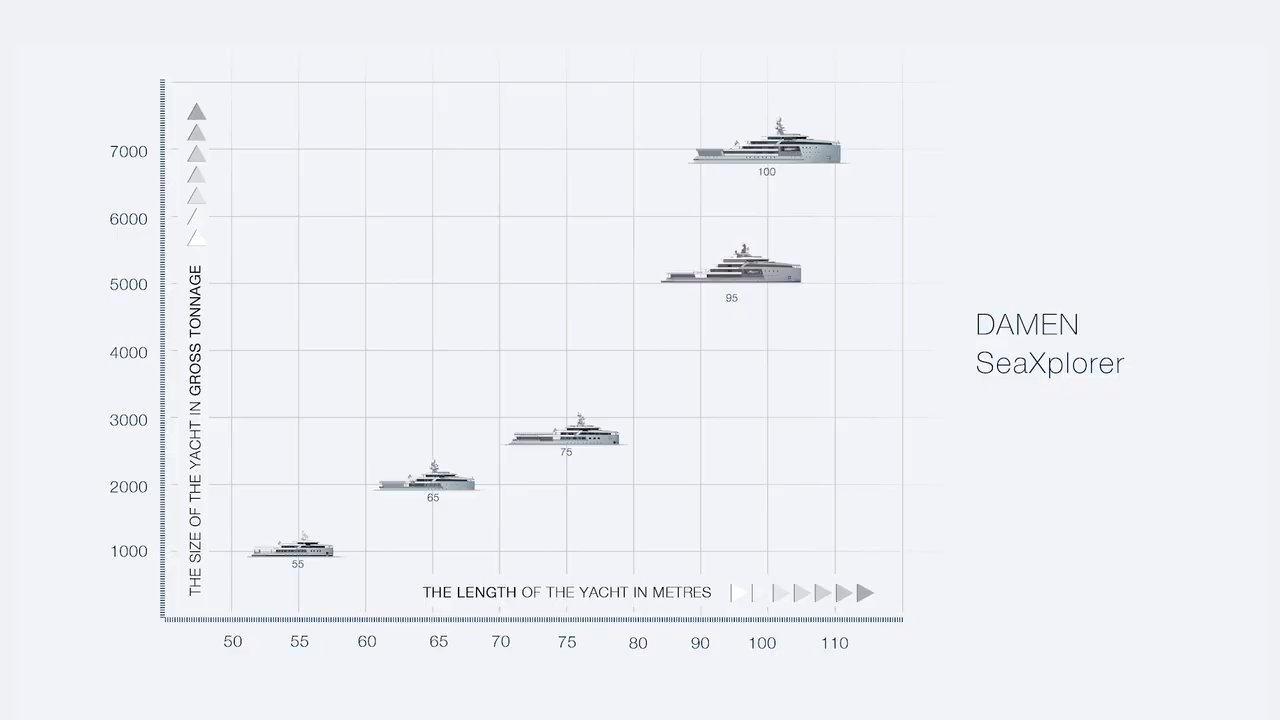 7000
6000
5000
4000
3000
2000
1000
THE SIZE OF THE YACHT IN GROSS TONNAGE
100
95
75
65
55
DAMEN
SeaXplorer
THE LENGTH OF THE YACHT IN METRES
50 55 60 65 70 75 80 90 100 110